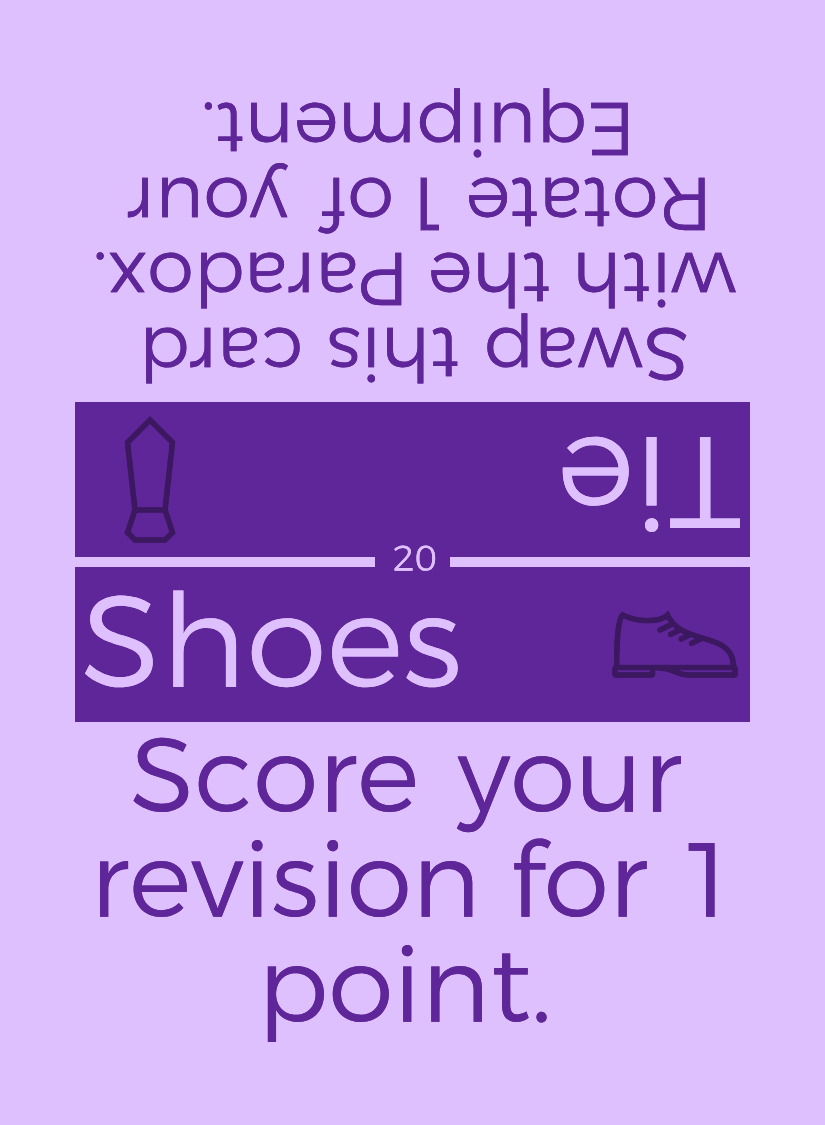 Swap this card
with the Paradox.
Rotate 1 of your
Equipment.
Tie
20
Shoes
Score your
revision for 1
point.